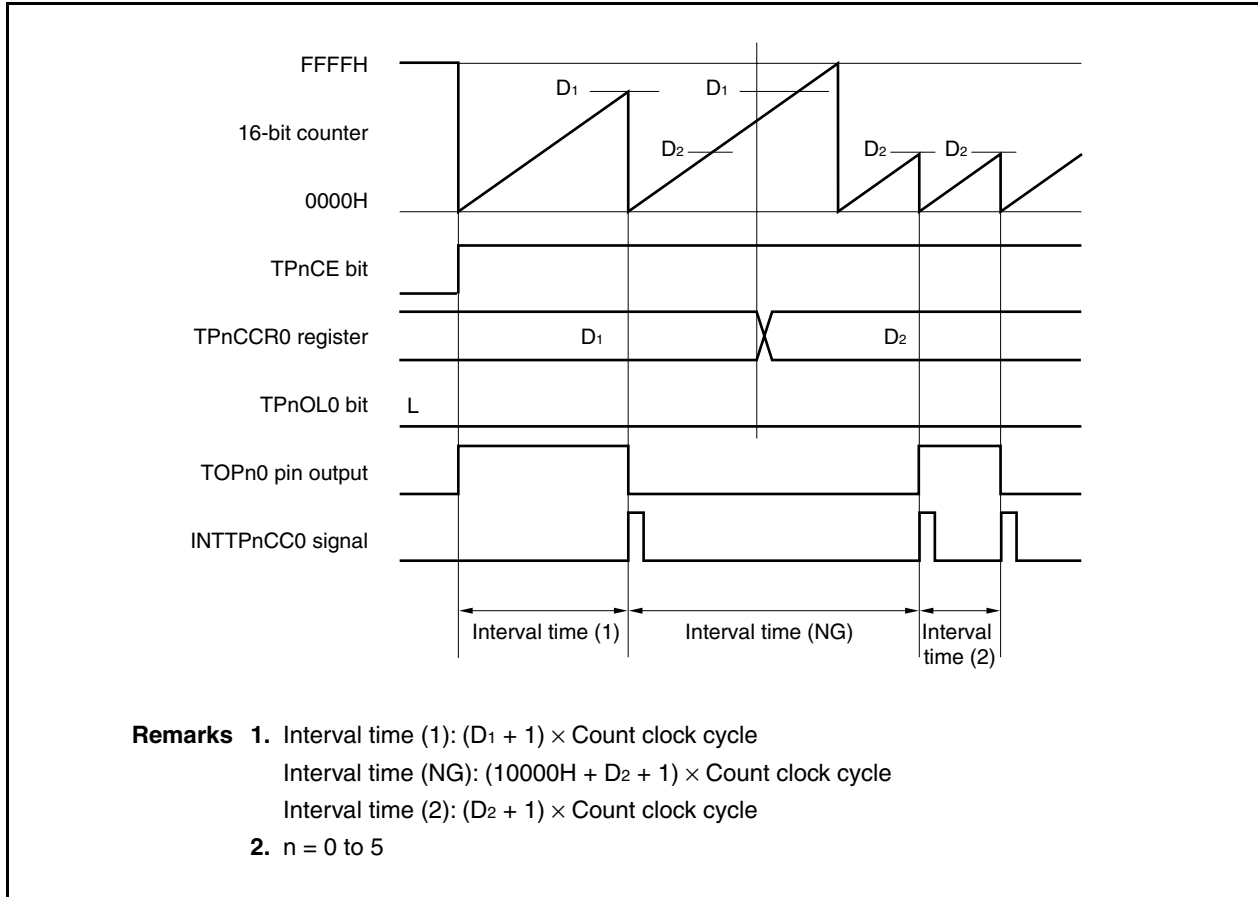 FFFFH
D1
D1
16-bit counter
D2
D2
D2
0000H
TPnCE bit
TPnCCR0 register
D1
D2
TPnOL0 bit
L
TOPn0 pin output
INTTPnCC0 signal
Interval time (1)
Interval time (NG)
Interval
time (2)
Remarks 1. Interval time (1): (D1 + 1) × Count clock cycle
Interval time (NG): (10000H + D2 + 1) × Count clock cycle
Interval time (2): (D2 + 1) × Count clock cycle
2. n = 0 to 5